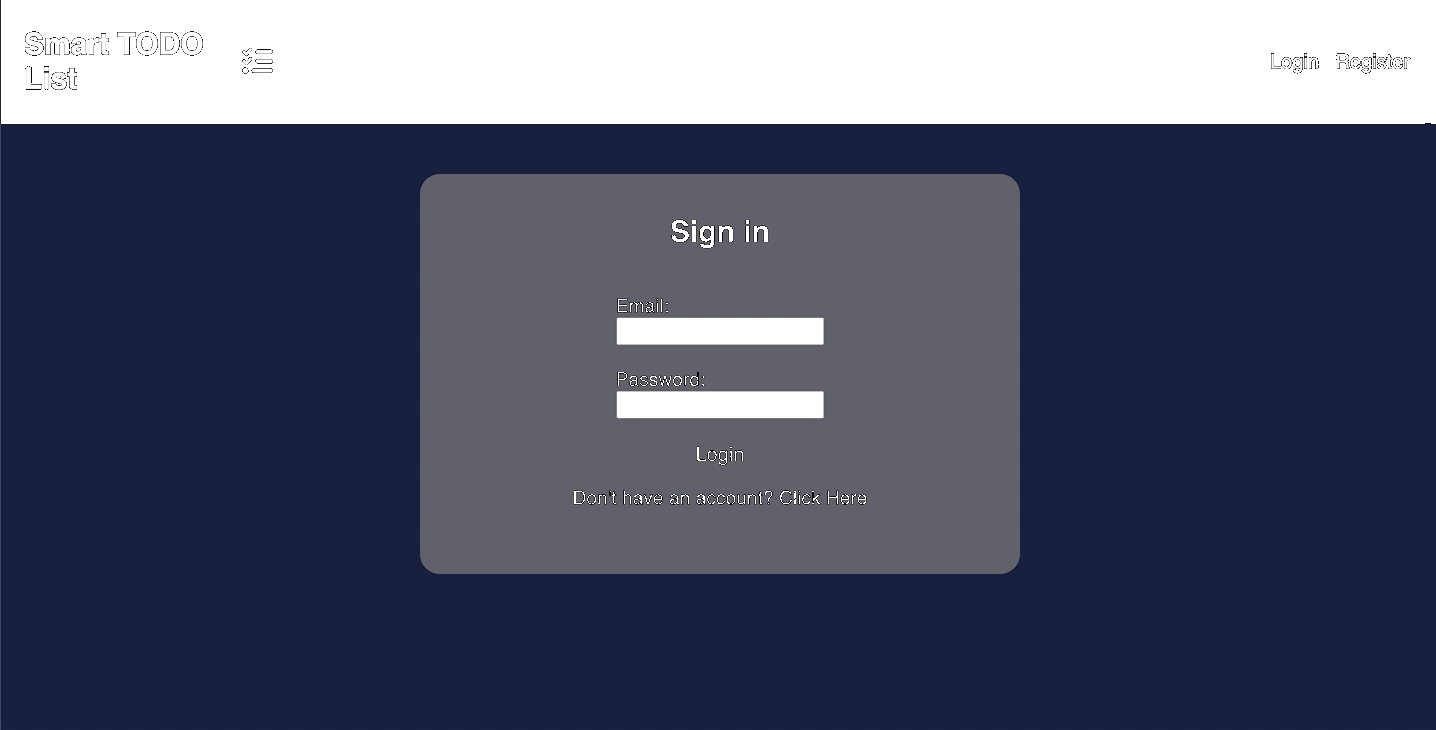 Smart TODO
List
Login Register
Sign in
Email:
Password:
Login
Don't have an account? Click Here